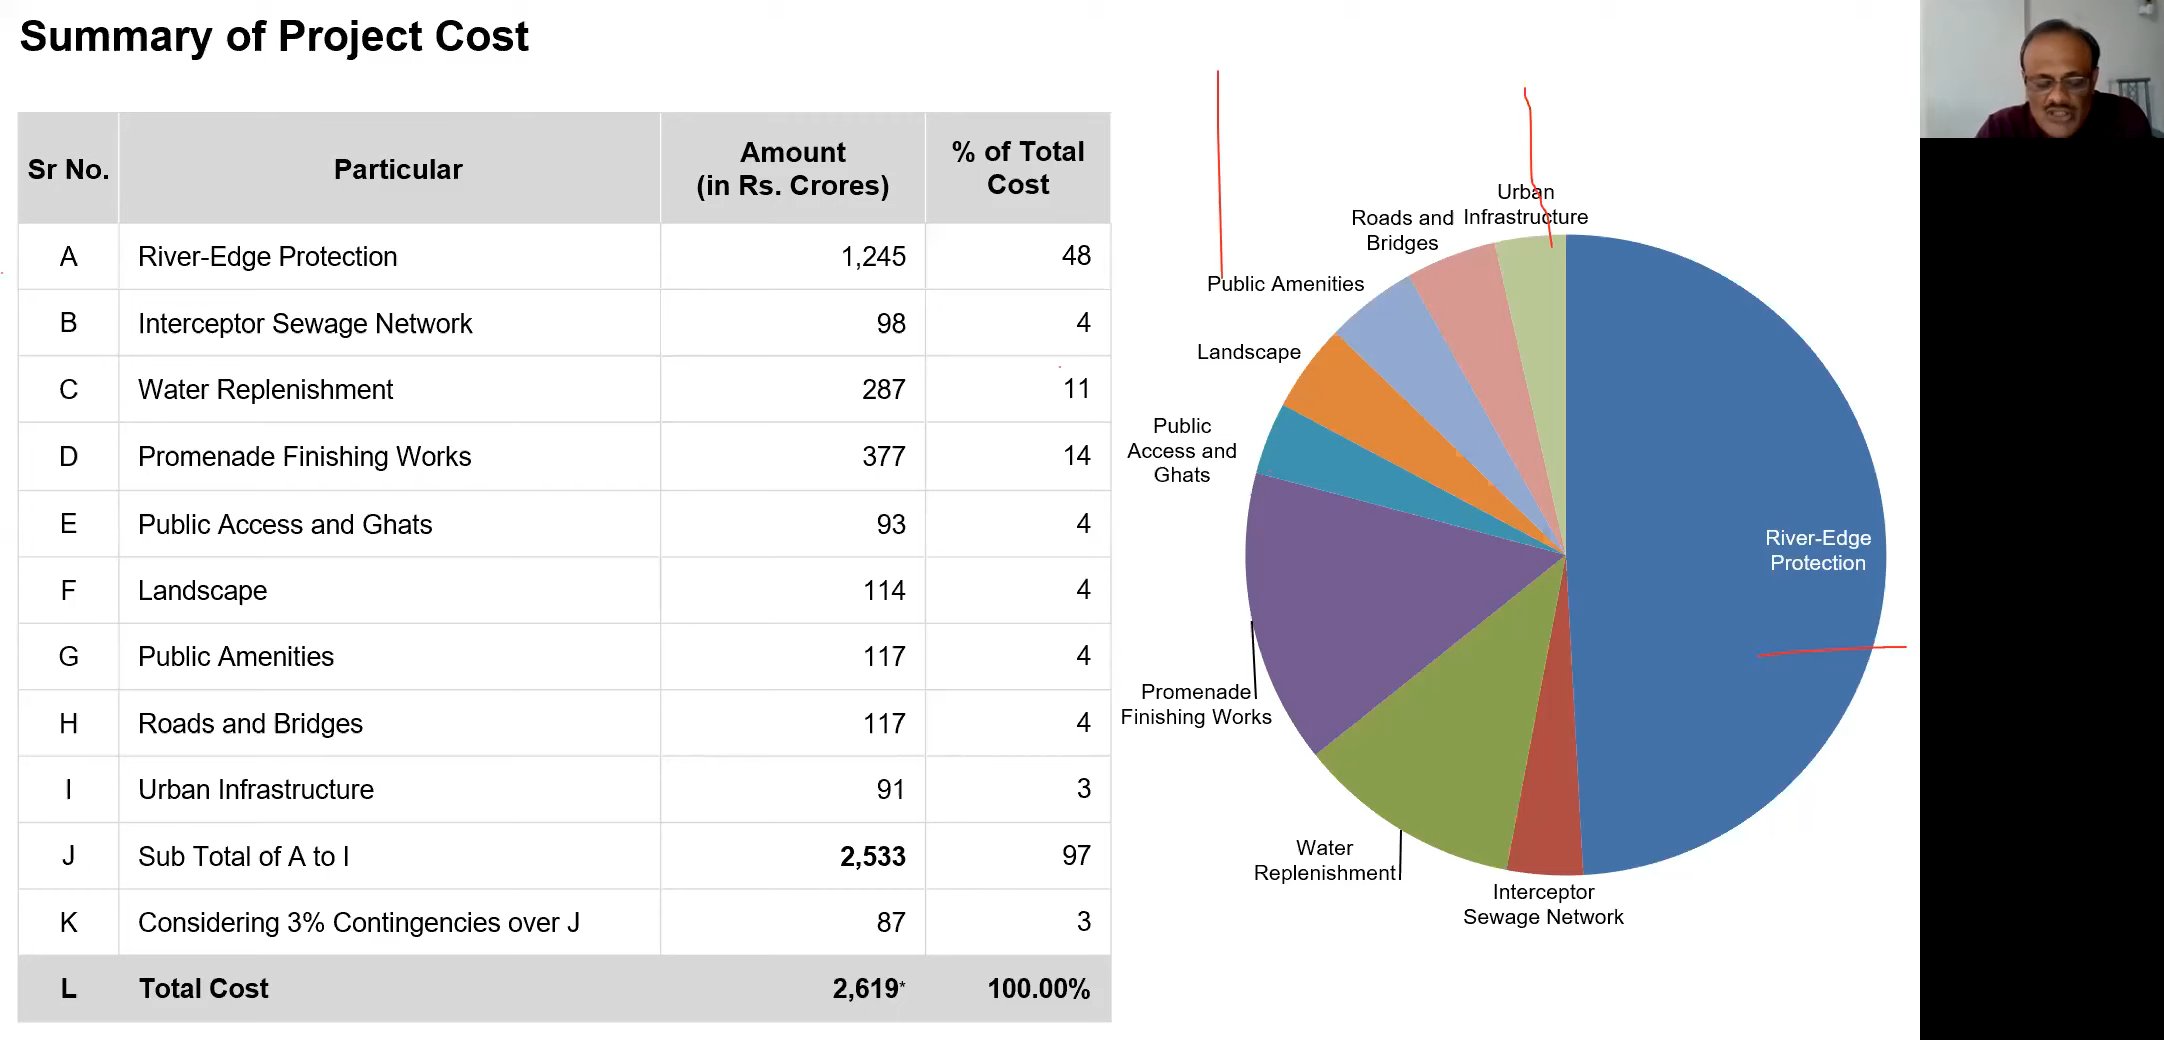 Summary of Project Cost
Sr No. Particular Amount (in Rs. Crores) % of Total Cost
A River-Edge Protection 1,245 48
B Interceptor Sewage Network 98 4
C Water Replenishment 287 11
D Promenade Finishing Works 377 14
E Public Access and Ghats 93 4
F Landscape 114 4
G Public Amenities 117 4
H Roads and Bridges 117 4
I Urban Infrastructure 91 3
J Sub Total of A to I 2,533 97
K Considering 3% Contingencies over J 87 3
L Total Cost 2,619* 100.00%
Urban
Infrastructure
Roads and
Bridges
Public Amenities
Landscape
Public
Access and
Ghats
River-Edge
Protection
Promenade
Finishing Works
Water
Replenishment
Interceptor
Sewage Network